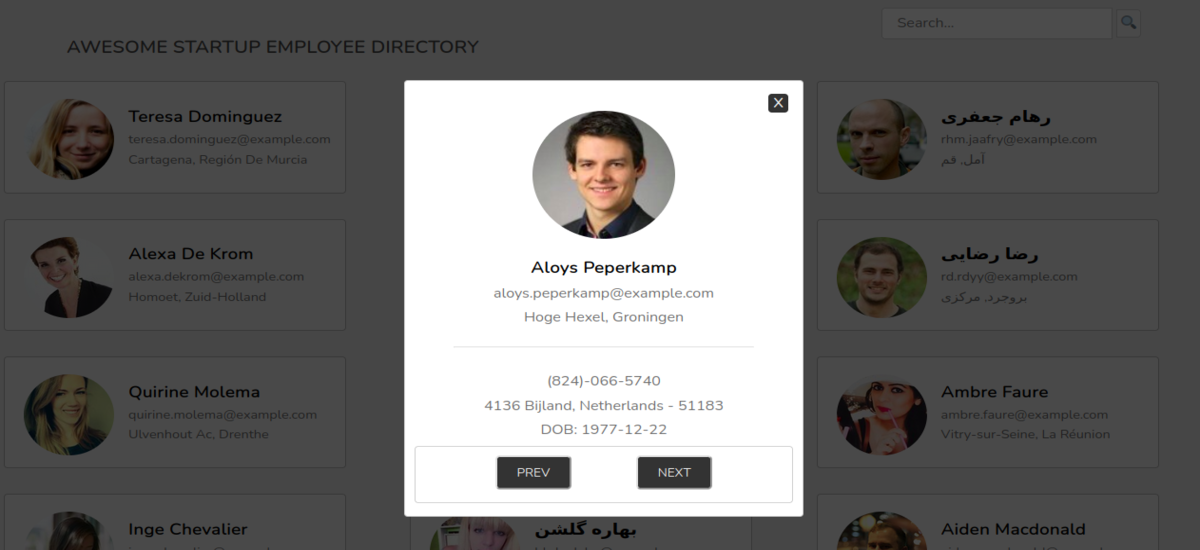 Search...
AWESOME STARTUP EMPLOYEE DIRECTORY
Teresa Dominguez
teresa.dominguez@example.com
Cartagena, Región De Murcia
X
Aloys Peperkamp
aloys.peperkamp@example.com
Hoge Hexel, Groningen
(824)-066-5740
4136 Bijland, Netherlands - 51183
DOB: 1977-12-22
PREV
NEXT
رهام جعفری
rhm.jaafry@example.com
آمل, قم
Alexa De Krom
alexa.dekrom@example.com
Homoet, Zuid-Holland
رضا رضایی
rd.rdyy@example.com
بروجرد, مرکزی
Quirine Molema
quirine.molema@example.com
Ulvenhout Ac, Drenthe
Ambre Faure
ambre.faure@example.com
Vitry-sur-Seine, La Réunion
Inge Chevalier
بهاره گلشن
Aiden Macdonald